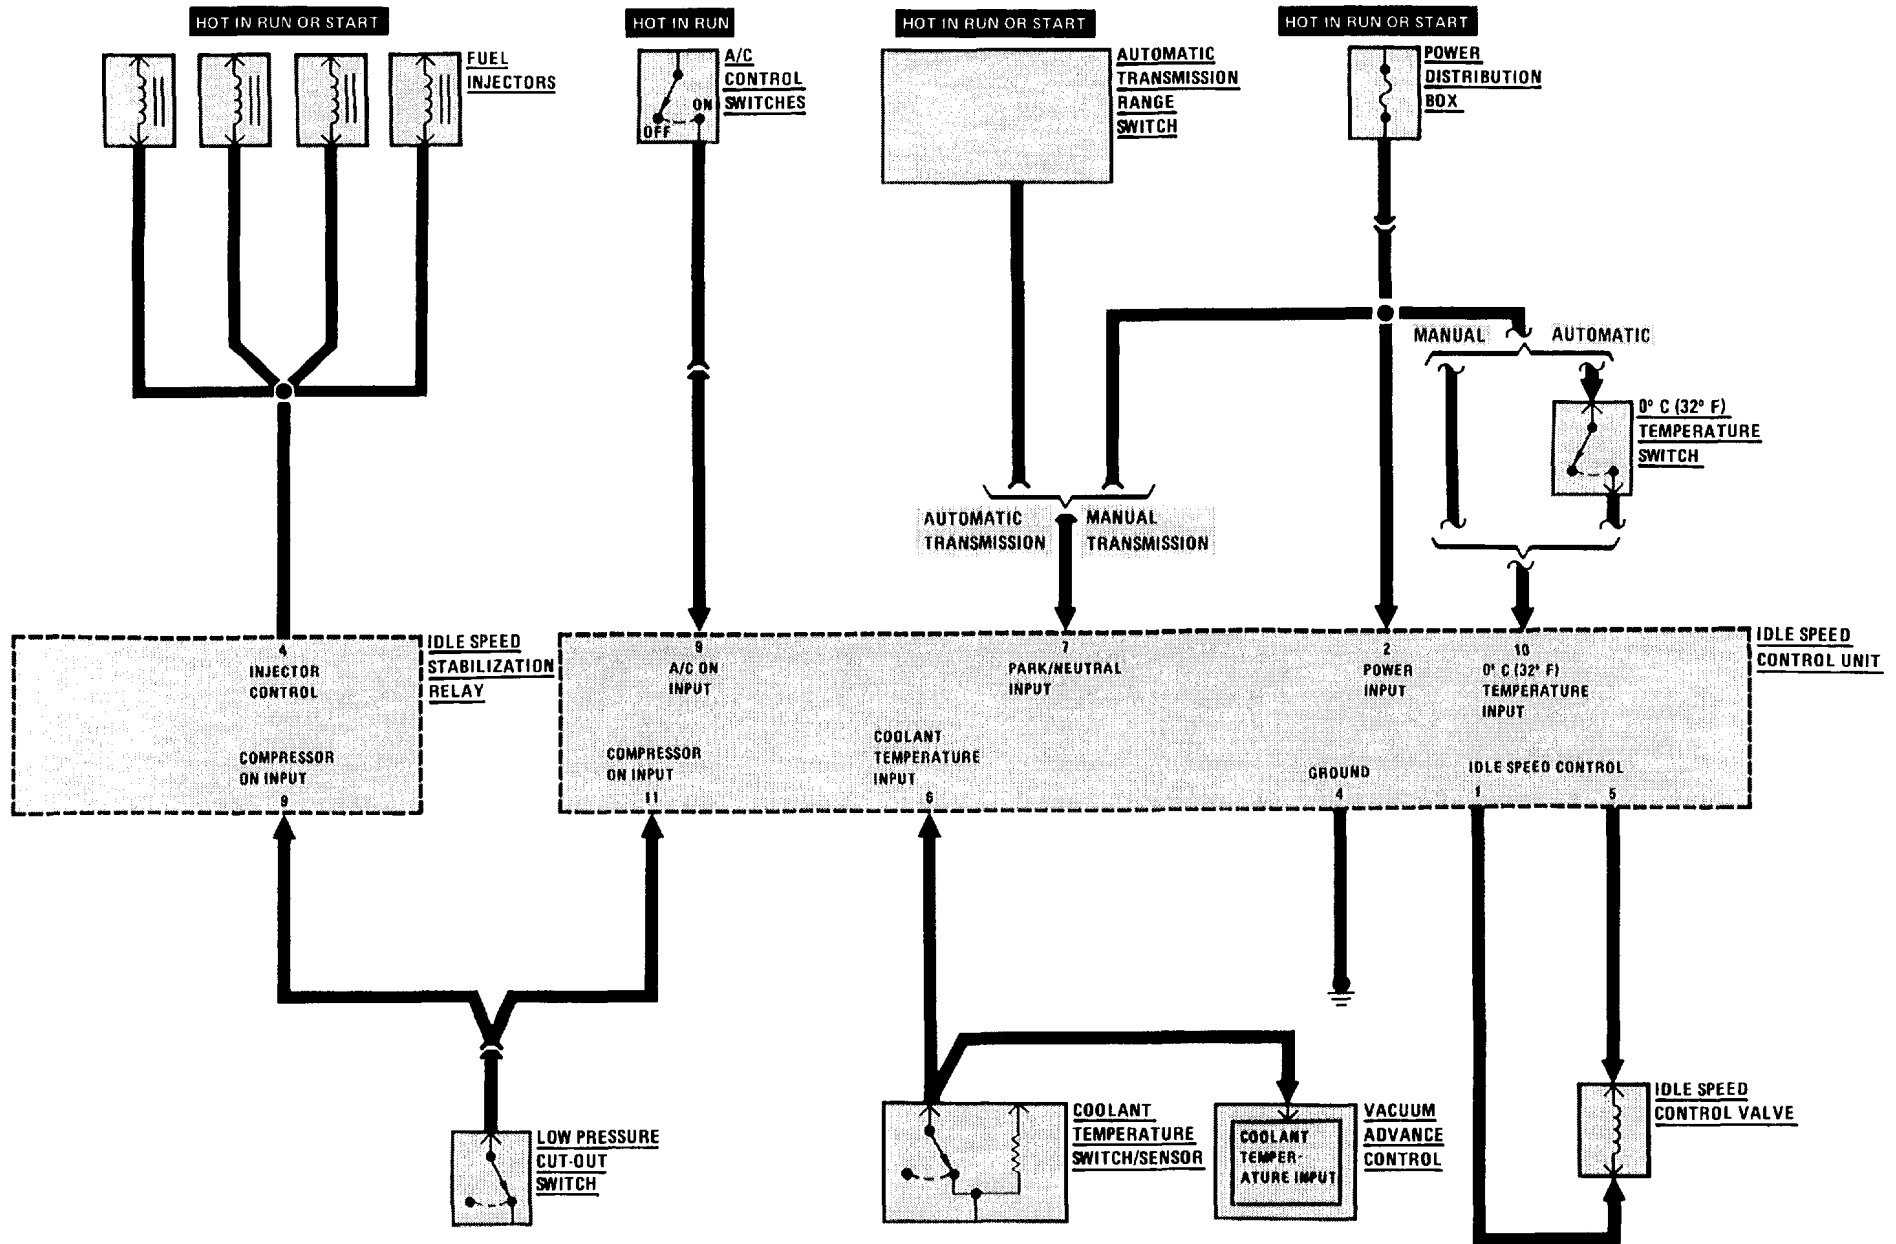 HOT IN RUN OR START
HOT IN RUN
HOT IN RUN OR START
HOT IN RUN OR START
FUEL
INJECTORS
A/C
CONTROL
SWITCHES
ON
OFF
AUTOMATIC
TRANSMISSION
RANGE
SWITCH
POWER
DISTRIBUTION
BOX
MANUAL
AUTOMATIC
0° C (32° F)
TEMPERATURE
SWITCH
AUTOMATIC
TRANSMISSION
MANUAL
TRANSMISSION
4
INJECTOR
CONTROL
COMPRESSOR
ON INPUT
9
IDLE SPEED
STABILIZATION
RELAY
9
A/C ON
INPUT
7
PARK/NEUTRAL
INPUT
2
POWER
INPUT
10
0° C (32° F)
TEMPERATURE
INPUT
IDLE SPEED
CONTROL UNIT
COMPRESSOR
ON INPUT
11
COOLANT
TEMPERATURE
INPUT
6
GROUND
4
IDLE SPEED CONTROL
1
5
LOW PRESSURE
CUT-OUT
SWITCH
COOLANT
TEMPERATURE
SWITCH/SENSOR
COOLANT
TEMPER-
ATURE INPUT
VACUUM
ADVANCE
CONTROL
IDLE SPEED
CONTROL VALVE